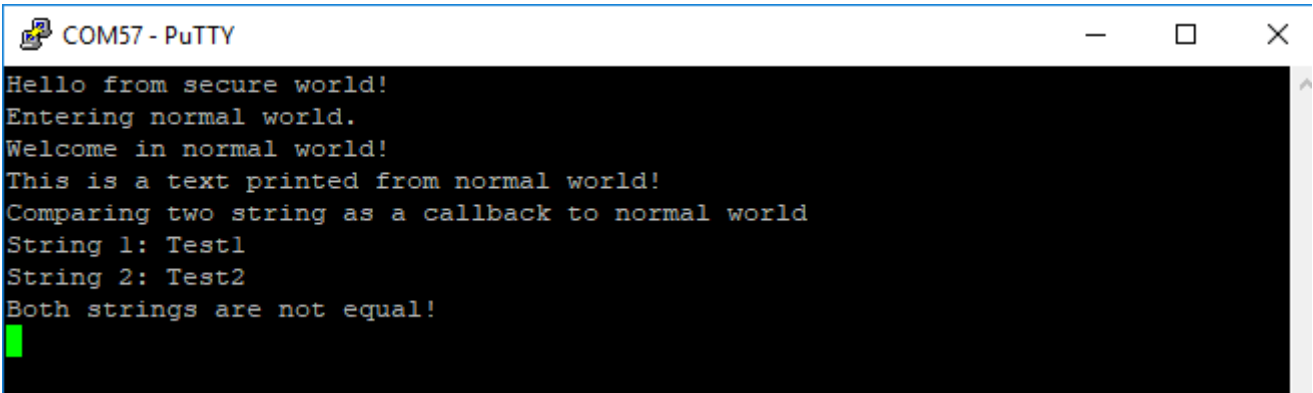 COM57 - PuTTY
Hello from secure world!
Entering normal world.
Welcome in normal world!
This is a text printed from normal world!
Comparing two string as a callback to normal world
String 1: Test1
String 2: Test2
Both strings are not equal!